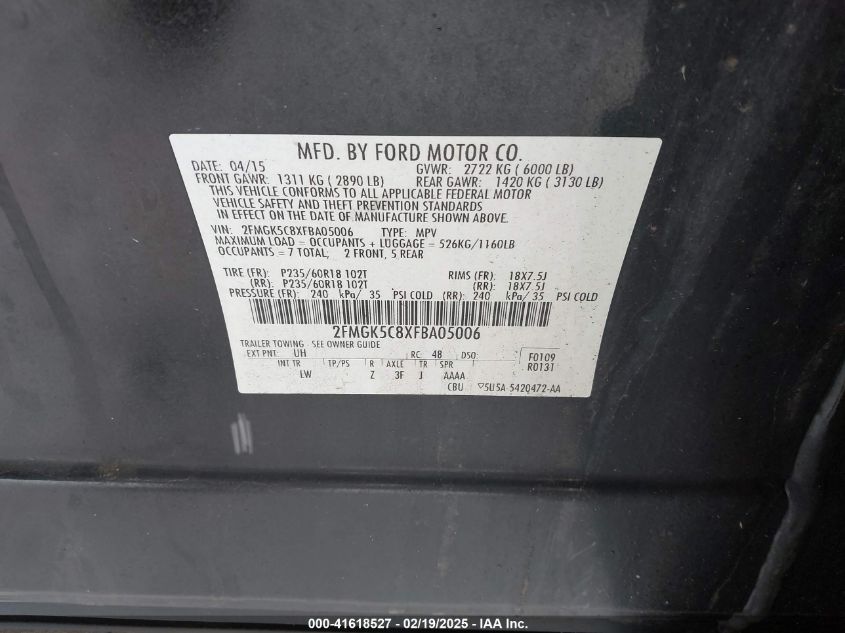 MFD. BY FORD MOTOR CO.
DATE: 04/15 GVWR: 2722 KG ( 6000 LB)
FRONT GAWR: 1311 KG ( 2890 LB) REAR GAWR: 1420 KG ( 3130 LB)
THIS VEHICLE CONFORMS TO ALL APPLICABLE FEDERAL MOTOR
VEHICLE SAFETY AND THEFT PREVENTION STANDARDS
IN EFFECT ON THE DATE OF MANUFACTURE SHOWN ABOVE.
VIN: 2FMGK5C8XFBA05006 TYPE: MPV
MAXIMUM LOAD = OCCUPANTS + LUGGAGE = 526KG/1160LB
OCCUPANTS = 7 TOTAL; 2 FRONT, 5 REAR
TIRE (FR): P235/60R18 102T RIMS (FR): 18X7.5J
(RR): P235/60R18 102T (RR): 18X7.5J
PRESSURE (FR): 240 kPa/ 35 PSI COLD (RR): 240 kPa/ 35 PSI COLD
2FMGK5C8XFBA05006
TRAILER TOWING - SEE OWNER GUIDE
EXT PNT: UH RC: 48 DSO: F0109
INT TR TP/PS R AXLE TR SPR R0131
LW Z 3F J AAAA
CBU 5U5A-5420472-AA
000-41618527 - 02/19/2025 - IAA Inc.